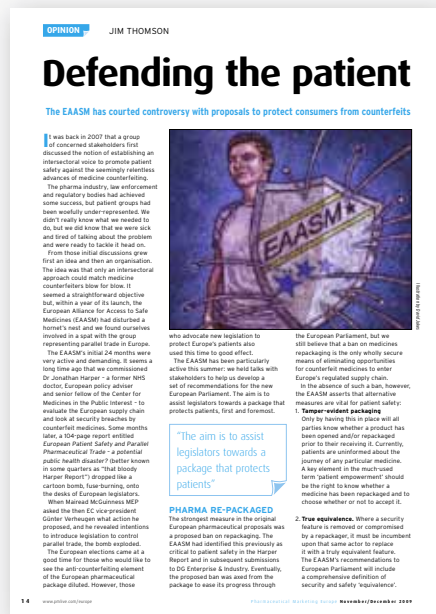 OPINION
JIM THOMSON
Defending the patient
The EAASM has courted controversy with proposals to protect consumers from counterfeits
It was back in 2007 that a group
of concerned stakeholders first
discussed the notion of establishing an
intersectoral voice to promote patient
safety against the seemingly relentless
advances of medicine counterfeiting.
The pharma industry, law enforcement
and regulatory bodies had achieved
some success, but patient groups had
been woefully under-represented. We
didn't really know what we needed to
do, but we did know that we were sick
and tired of talking about the problem
and were ready to tackle it head on.
From those initial discussions grew
first an idea and then an organisation.
The idea was that only an intersectoral
approach could match medicine
counterfeiters blow for blow. It
seemed a straightforward objective
but, within a year of its launch, the
European Alliance for Access to Safe
Medicines (EAASM) had disturbed a
hornet's nest and we found ourselves
involved in a spat with the group
representing parallel trade in Europe.
The EAASM's initial 24 months were
very active and demanding. It seems a
long time ago that we commissioned
Dr Jonathan Harper – a former NHS
doctor, European policy adviser
and senior fellow of the Center for
Medicines in the Public Interest – to
evaluate the European supply chain
and look at security breaches by
counterfeiting medicines. Some months
later, a 104-page report entitled
European Patient Safety and Parallel
Pharmaceutical Trade – a potential
public health disaster? (better known
in some quarters as "that bloody
Harper Report") dropped like a
cartoon bomb, fuse-burning, onto
the desks of European legislators.
When Mairead McGuinness MEP
asked the then EC vice-president
Günter Verheugen what action he
proposed, and he revealed intentions
to introduce legislation to control
parallel trade, the bomb exploded.
The European elections came at a
good time for those who would like to
see the anti-counterfeiting element
of the European pharmaceutical
package diluted. However, those
ASM
who advocate new legislation to
protect Europe's patients also
used this time to good effect.
The EAASM has been particularly
active this summer: we held talks with
stakeholders to help us develop a
set of recommendations for the new
European Parliament. The aim is to
assist legislators towards a package that
protects patients, first and foremost.
"The aim is to assist
legislators towards a
package that protects
patients"
PHARMA RE-PACKAGED
The strongest measure in the original
European pharmaceutical proposals was
a proposed ban on repackaging. The
EAASM had identified this previously as
critical to patient safety in the Harper
Report and in subsequent submissions
to DG Enterprise & Industry. Eventually,
the proposed ban was axed from the
package to ease its progress through
the European Parliament, but we
still believe that a ban on medicines
repackaging is the only wholly secure
means of eliminating opportunities
for counterfeit medicines to enter
Europe's regulated supply chain.
In the absence of such a ban, however,
the EAASM asserts that alternative
measures are vital for patient safety:
1. Tamper-evident packaging
Only by having this in place will all
parties know whether a product has
been opened and/or repackaged
prior to their receiving it. Currently,
patients are uninformed about the
journey of any particular medicine.
A key element in the much-used
term 'patient empowerment' should
be the right to know whether a
medicine has been repackaged and to
choose whether or not to accept it.
2. True equivalence. Where a security
feature is removed or compromised
by a repackager, it must be incumbent
upon that same actor to replace
it with a truly equivalent feature.
The EAASM's recommendations to
European Parliament will include
a comprehensive definition of
security and safety 'equivalence'.
14
www.pmlive.com/europe
Pharmaceutical Marketing Europe November/December 2009